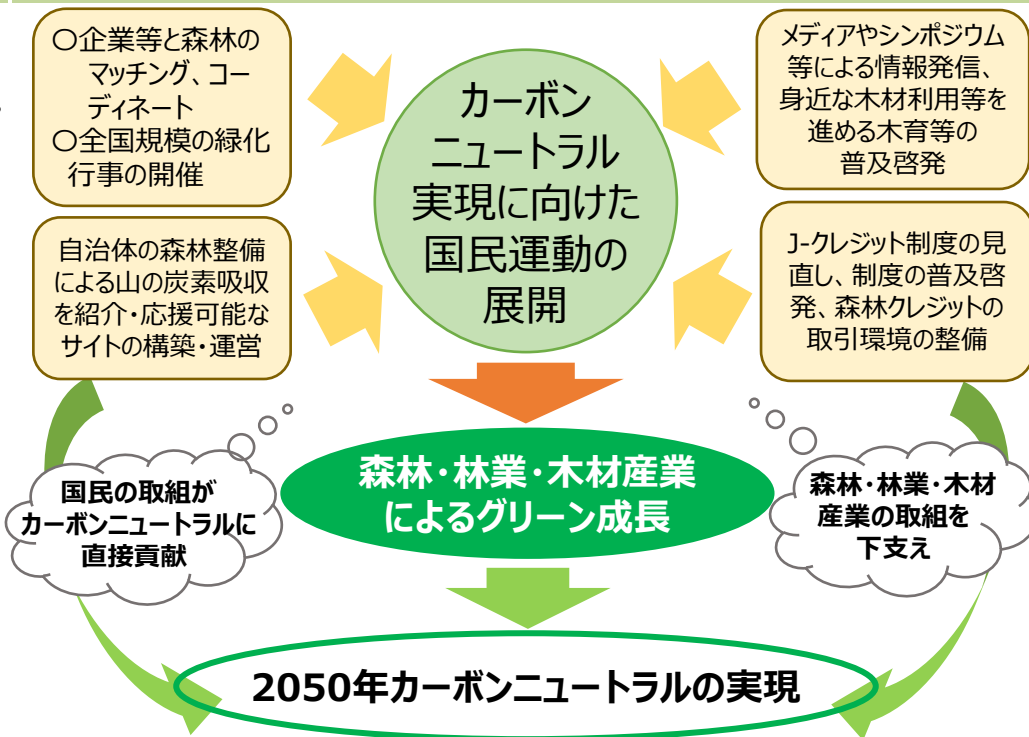 〇企業等と森林の
マッチング、コー
ディネート
〇全国規模の緑化
行事の開催
自治体の森林整備
による山の炭素吸収
を紹介・応援可能な
サイトの構築・運営
カーボン
ニュートラル
実現に向けた
国民運動の
展開
メディアやシンポジウム
等による情報発信、
身近な木材利用等を
進める木育等の
普及啓発
J-クレジット制度の見
直し、制度の普及啓
発、森林クレジットの
取引環境の整備
国民の取組が
カーボンニュートラルに
直接貢献
森林・林業・木材産業
によるグリーン成長
森林・林業・木材
産業の取組を
下支え
2050年カーボンニュートラルの実現